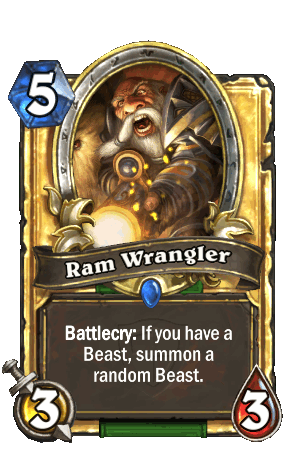 5
Ram Wrangler
Battlecry: If you have a
Beast, summon a
random Beast.
3
3